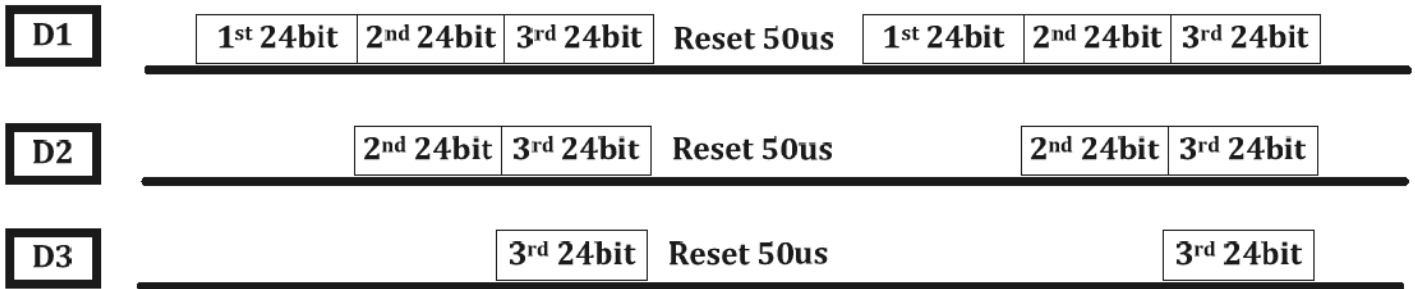 D1 1st 24bit 2nd 24bit 3rd 24bit Reset 50us 1st 24bit 2nd 24bit 3rd 24bit
D2 2nd 24bit 3rd 24bit Reset 50us 2nd 24bit 3rd 24bit
D3 3rd 24bit Reset 50us 3rd 24bit